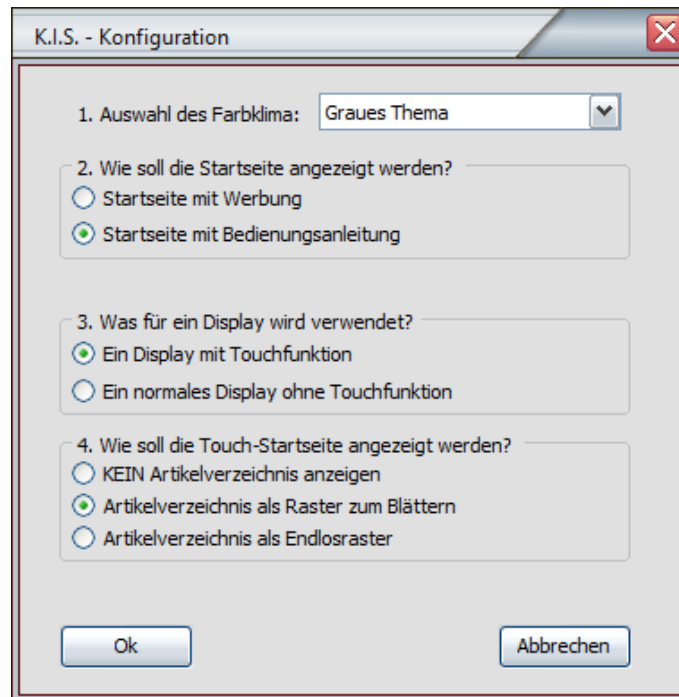 K.I.S. - Konfiguration
1. Auswahl des Farbklima: Graues Thema
2. Wie soll die Startseite angezeigt werden?
Startseite mit Werbung
Startseite mit Bedienungsanleitung
3. Was für ein Display wird verwendet?
Ein Display mit Touchfunktion
Ein normales Display ohne Touchfunktion
4. Wie soll die Touch-Startseite angezeigt werden?
KEIN Artikelverzeichnis anzeigen
Artikelverzeichnis als Raster zum Blättern
Artikelverzeichnis als Endlosraster
Ok Abbrechen